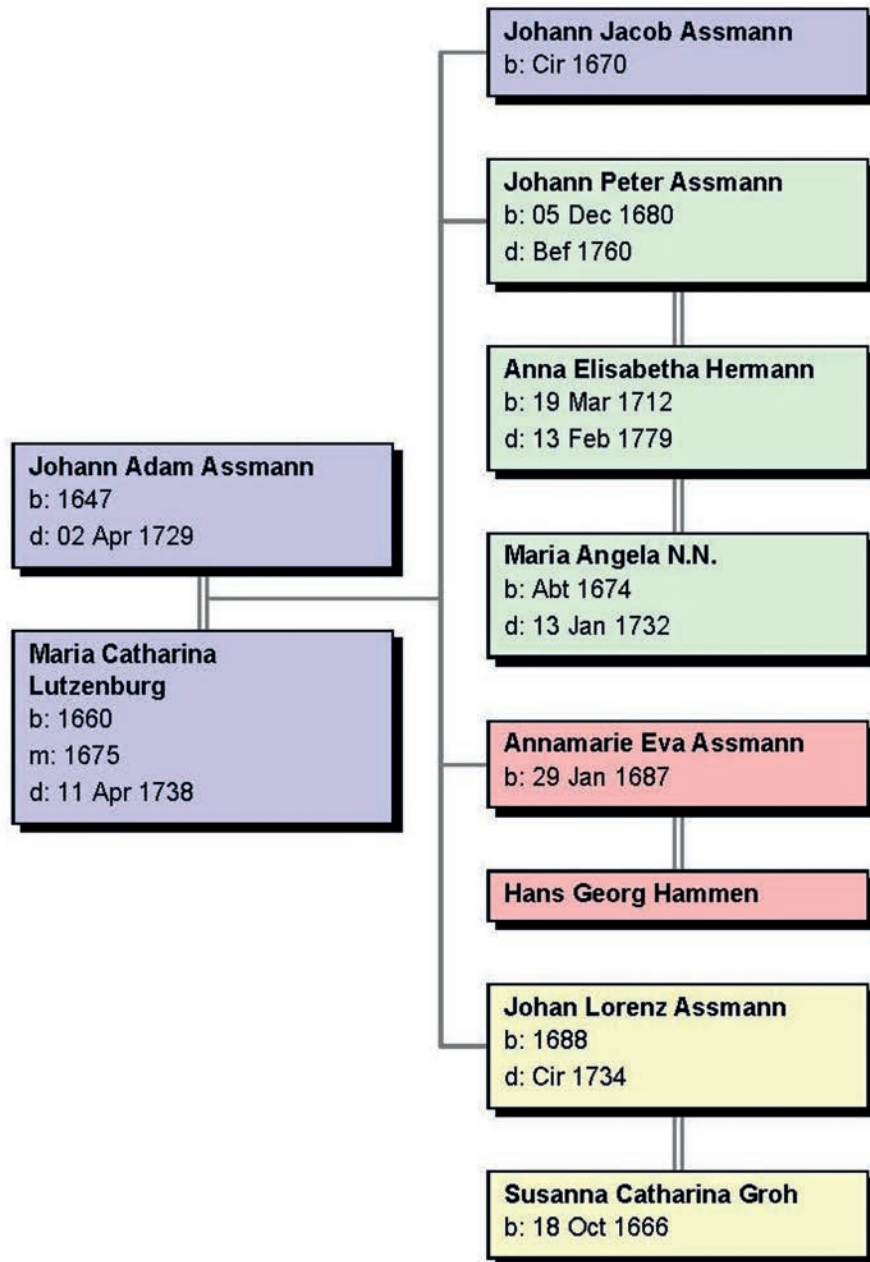 Johann Jacob Assmann
b: Cir 1670
Johann Peter Assmann
b: 05 Dec 1680
d: Bef 1760
Anna Elisabetha Hermann
b: 19 Mar 1712
d: 13 Feb 1779
Johann Adam Assmann
b: 1647
d: 02 Apr 1729
Maria Angela N.N.
b: Abt 1674
d: 13 Jan 1732
Maria Catharina
Lutzenburg
b: 1660
m: 1675
d: 11 Apr 1738
Annamarie Eva Assmann
b: 29 Jan 1687
Hans Georg Hammen
Johan Lorenz Assmann
b: 1688
d: Cir 1734
Susanna Catharina Groh
b: 18 Oct 1666